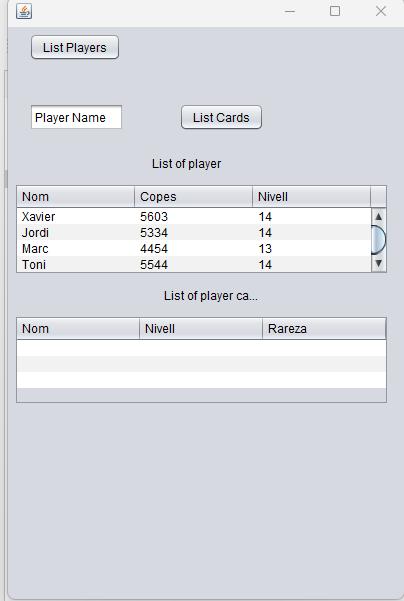 List Players
Player Name List Cards
List of player
Nom Copes Nivell
Xavier 5603 14
Jordi 5334 14
Marc 4454 13
Toni 5544 14
List of player ca...
Nom Nivell Rareza